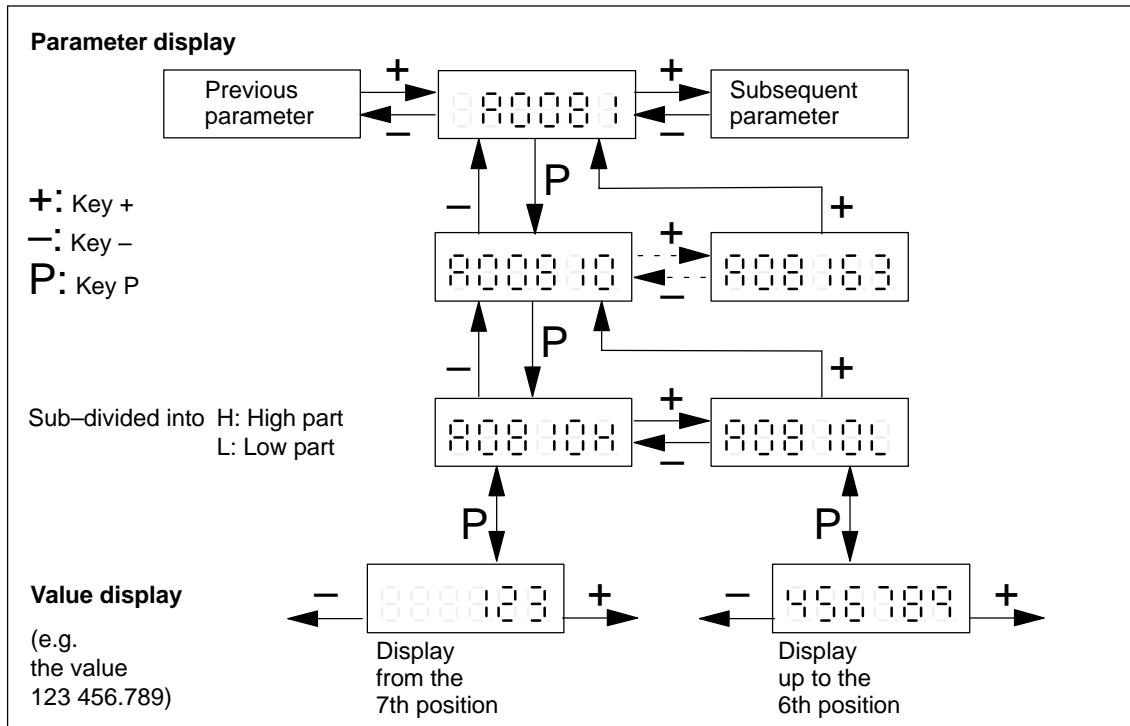 Parameter display
Previous
parameter
+
–
A0081
+
–
Subsequent
parameter
+: Key +
–: Key –
P: Key P
–
P
+
A00810
+
–
A08163
–
P
+
Sub–divided into H: High part
L: Low part
A0810H
+
–
A0810L
P
P
Value display
(e.g.
the value
123 456.789)
–
123
+
Display
from the
7th position
–
456789
+
Display
up to the
6th position